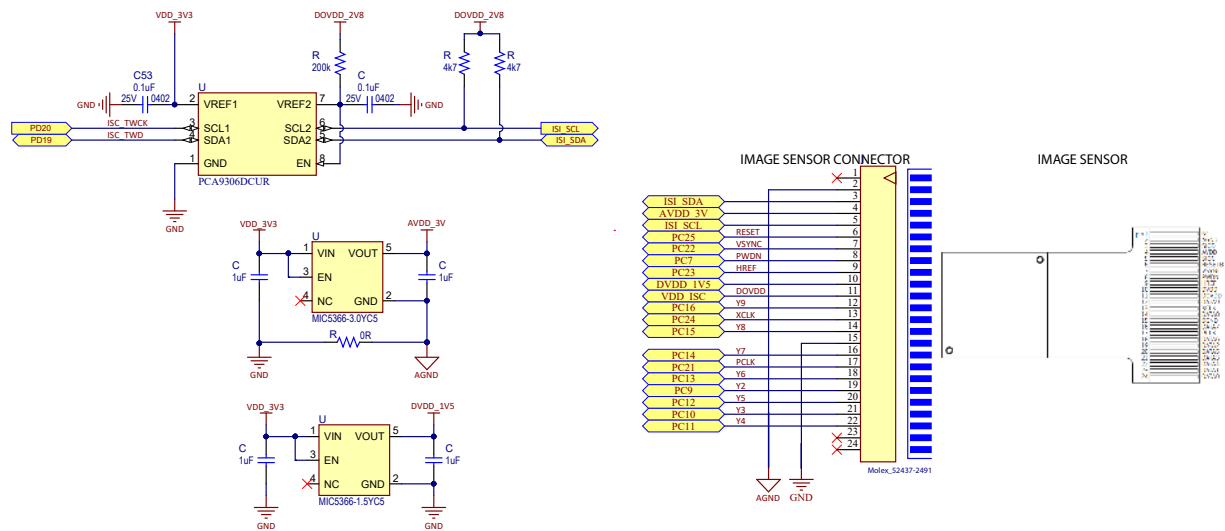 VDD_3V3
DOVDD_2V8
DOVDD_2V8
R
200k
R
4k7
R
4k7
C53
0.1uF
25V 0402
GND
U
C
0.1uF
25V 0402
GND
2 VREF1
VREF2 7
PD20
ISC_TWCK
3 SCL1
SCL2 6
ISI_SCL
PD19
ISC_TWD
4 SDA1
SDA2 5
ISI_SDA
1 GND
EN 8
PCA9306DCUR
GND
VDD_3V3
AVDD_3V
U
C
1uF
1 VIN
VOUT 5
3 EN
4 NC
GND 2
C
1uF
MIC5366-3.0YC5
R 0R
GND
AGND
VDD_3V3
DVDD_1V5
U
C
1uF
1 VIN
VOUT 5
3 EN
4 NC
GND 2
C
1uF
MIC5366-1.5YC5
GND
GND
IMAGE SENSOR CONNECTOR
IMAGE SENSOR
1
2
ISI_SDA 3
AVDD_3V 4
ISI_SCL 5
PC25 RESET 6
PC22 VSYNC 7
PC7 PWDN 8
PC23 HREF 9
DVDD_1V5 10
VDD_ISC DOVDD 11
PC16 Y9 12
PC24 XCLK 13
PC15 Y8 14
15
PC14 Y7 16
PC21 PCLK 17
PC13 Y6 18
PC9 Y2 19
PC12 Y5 20
PC10 Y3 21
PC11 Y4 22
23
24
Molex_52437-2491
AGND
GND